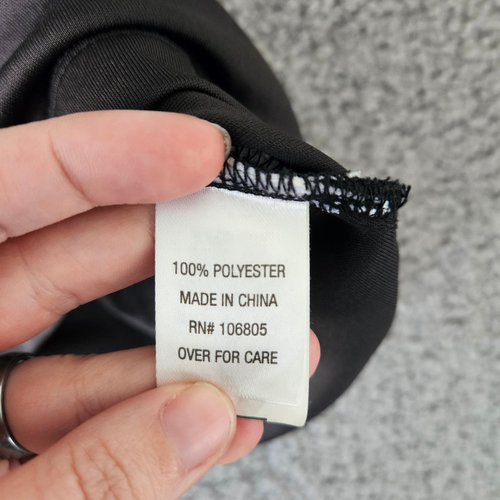 100% POLYESTER
MADE IN CHINA
RN# 106805
OVER FOR CARE